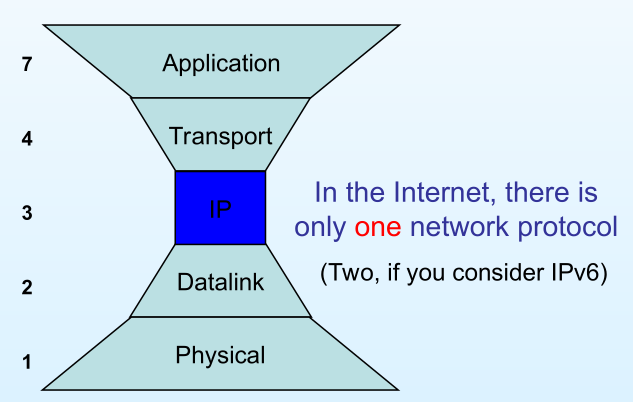 7
Application
4
Transport
3
IP
In the Internet, there is
only one network protocol
(Two, if you consider IPv6)
2
Datalink
1
Physical